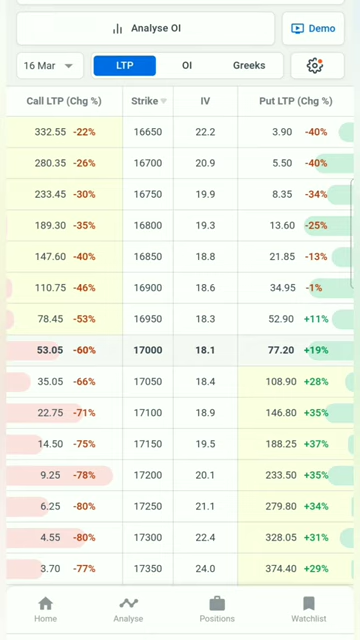 Analyse OI Demo
16 Mar LTP OI Greeks
Call LTP (Chg %) Strike IV Put LTP (Chg %)
332.55 -22% 16650 22.2 3.90 -40%
280.35 -26% 16700 20.9 5.50 -40%
233.45 -30% 16750 19.9 8.35 -34%
189.30 -35% 16800 19.3 13.60 -25%
147.60 -40% 16850 18.8 21.85 -13%
110.75 -46% 16900 18.6 34.95 -1%
78.45 -53% 16950 18.3 52.90 +11%
53.05 -60% 17000 18.1 77.20 +19%
35.05 -66% 17050 18.4 108.90 +28%
22.75 -71% 17100 18.9 146.80 +35%
14.50 -75% 17150 19.5 188.25 +37%
9.25 -78% 17200 20.1 233.50 +35%
6.25 -80% 17250 21.1 279.80 +34%
4.55 -80% 17300 22.4 328.05 +31%
3.70 -77% 17350 24.0 374.40 +29%
Home Analyse Positions Watchlist